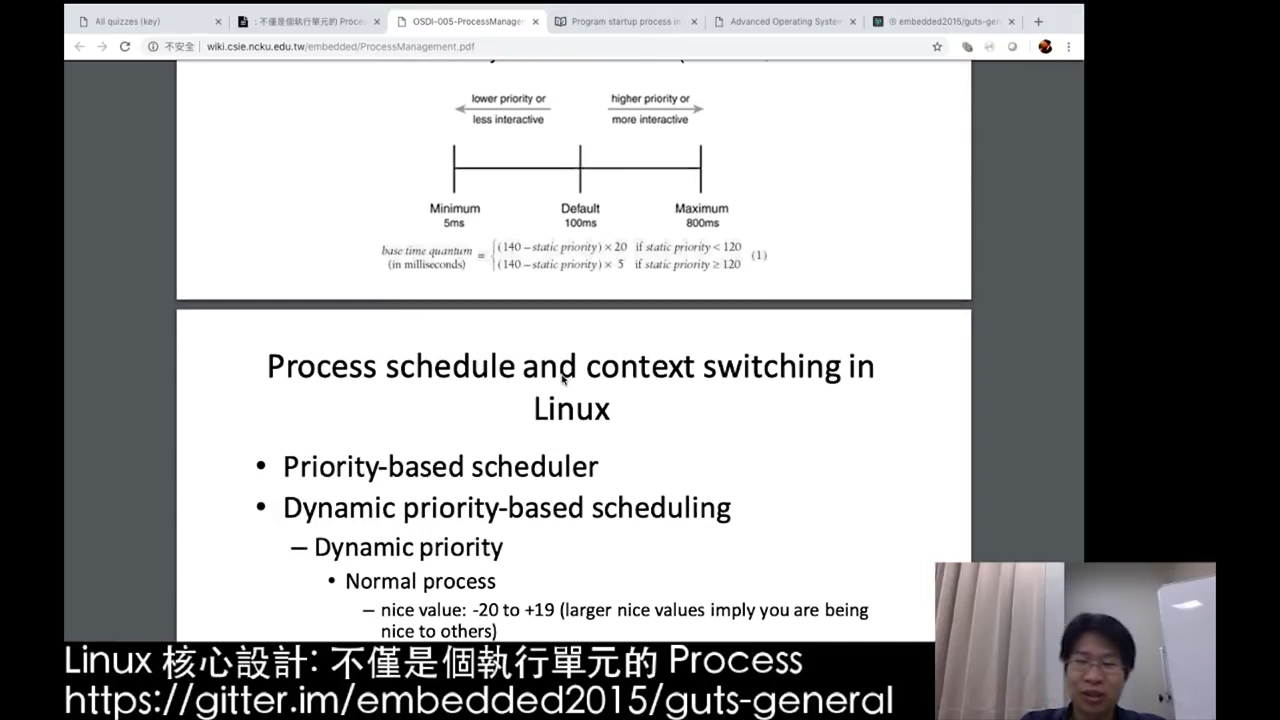 All quizzes (key)
: 不僅是個執行單元的 Proces
OSDI-005-ProcessManage
Program startup process in
Advanced Operating System
embedded2015/guts-gen
不安全 | wiki.csie.ncku.edu.tw/embedded/ProcessManagement.pdf
lower priority or
less interactive
higher priority or
more interactive
Minimum
5ms
Default
100ms
Maximum
800ms
base time quantum
(in milliseconds)
=
(140 – static priority) × 20 if static priority < 120
(140 – static priority) × 5 if static priority ≥ 120
(1)
Process schedule and context switching in
Linux
• Priority-based scheduler
• Dynamic priority-based scheduling
– Dynamic priority
• Normal process
– nice value: -20 to +19 (larger nice values imply you are being
nice to others)
Linux 核心設計: 不僅是個執行單元的 Process
https://gitter.im/embedded2015/guts-general